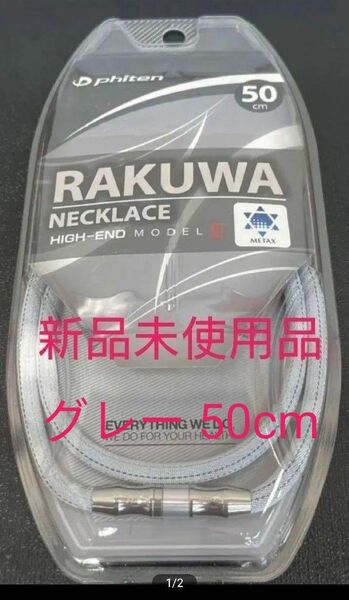 phiten
50
cm
RAKUWA
NECKLACE
HIGH-END MODEL
METAX
新品未使用品
グレー 50cm
EVERYTHING WE DO
WE DO FOR YOUR HEALTH
1/2